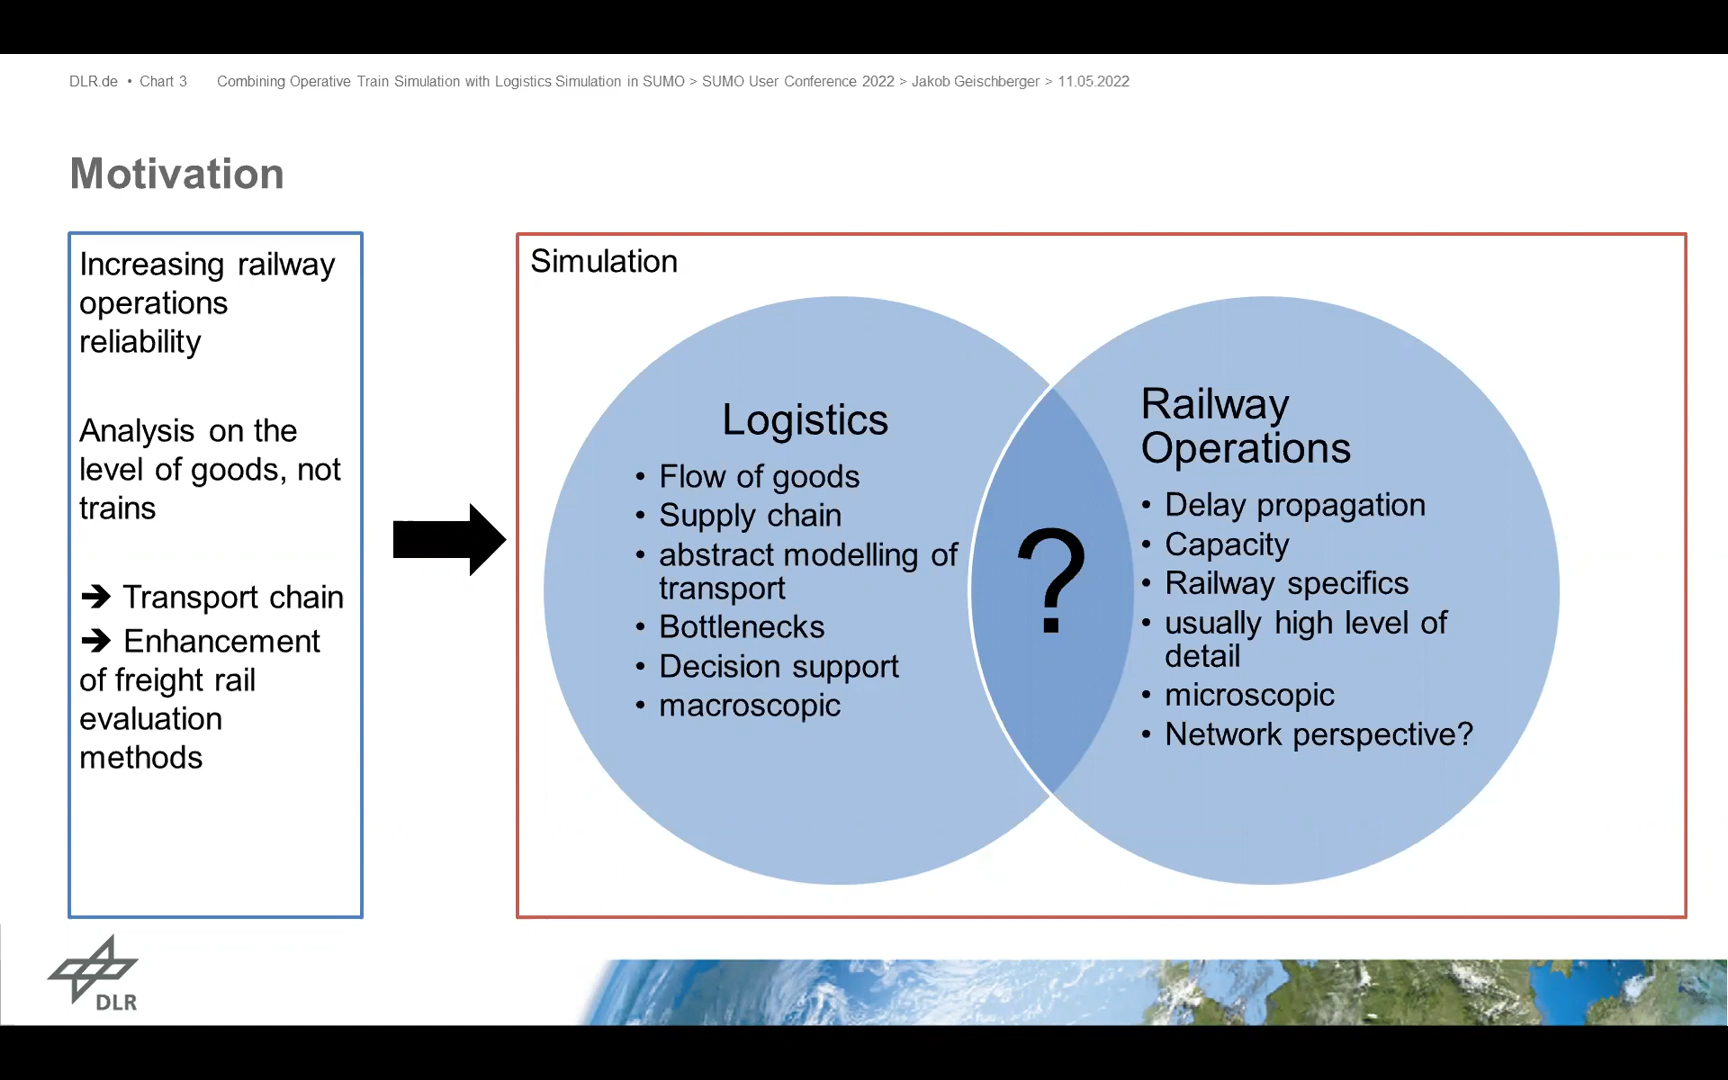 DLR.de • Chart 3 Combining Operative Train Simulation with Logistics Simulation in SUMO > SUMO User Conference 2022 > Jakob Geischberger > 11.05.2022
Motivation
Increasing railway
operations
reliability
Analysis on the
level of goods, not
trains
➔ Transport chain
➔ Enhancement
of freight rail
evaluation
methods
Simulation
Logistics
• Flow of goods
• Supply chain
• abstract modelling of
transport
• Bottlenecks
• Decision support
• macroscopic
?
Railway
Operations
• Delay propagation
• Capacity
• Railway specifics
• usually high level of
detail
• microscopic
• Network perspective?
DLR